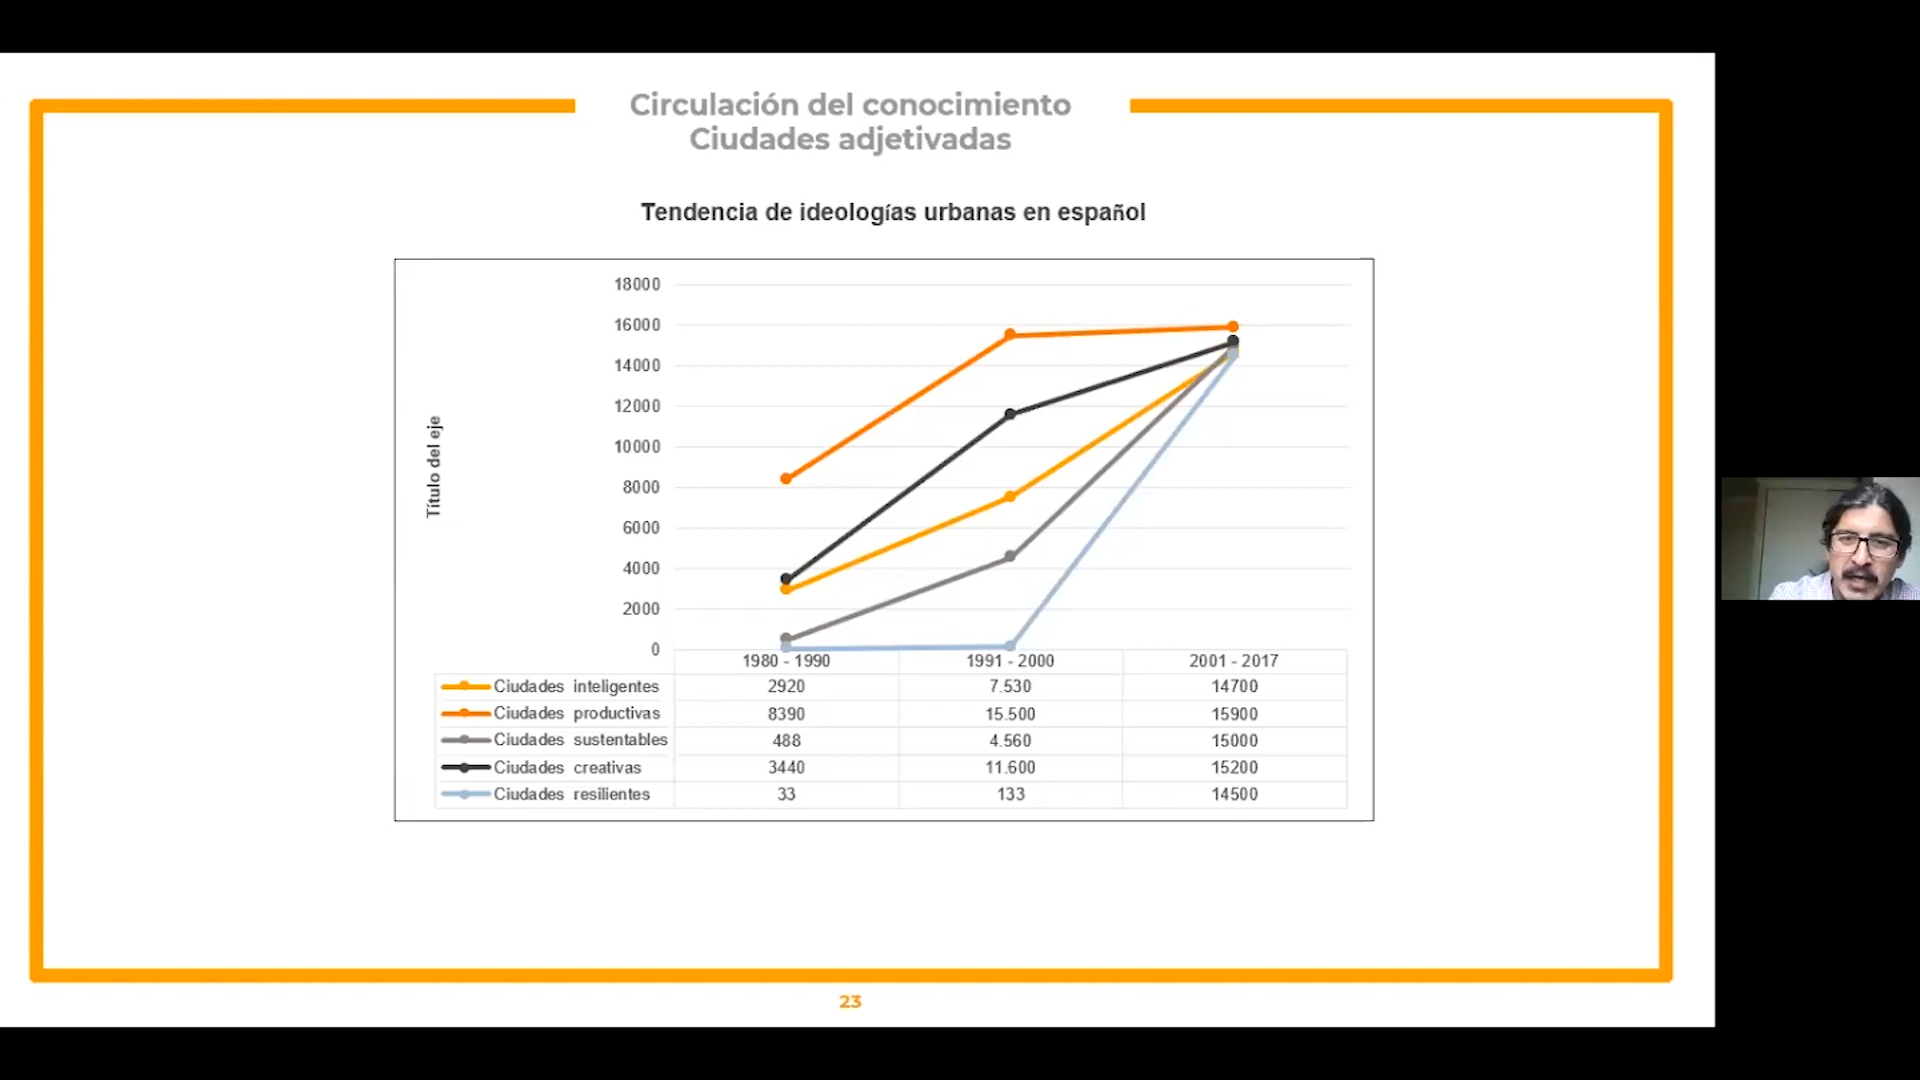 Circulación del conocimiento
Ciudades adjetivadas
Tendencia de ideologías urbanas en español
18000
16000
14000
12000
10000
8000
6000
4000
2000
0
Título del eje
1980 - 1990 1991 - 2000 2001 - 2017
Ciudades inteligentes 2920 7.530 14700
Ciudades productivas 8390 15.500 15900
Ciudades sustentables 488 4.560 15000
Ciudades creativas 3440 11.600 15200
Ciudades resilientes 33 133 14500
23